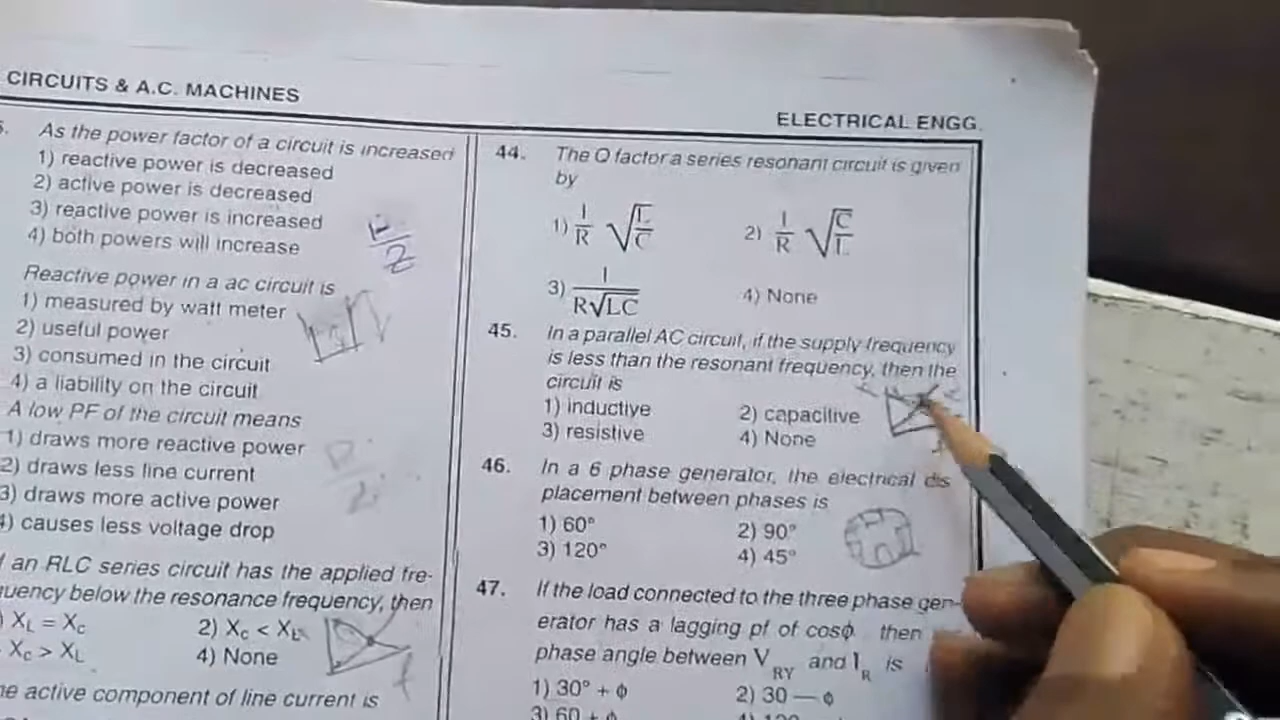 CIRCUITS & A.C. MACHINES
ELECTRICAL ENGG.
As the power factor of a circuit is increased
1) reactive power is decreased
2) active power is decreased
3) reactive power is increased
4) both powers will increase
Reactive power in a ac circuit is
1) measured by watt meter
2) useful power
3) consumed in the circuit
4) a liability on the circuit
A low PF of the circuit means
1) draws more reactive power
2) draws less line current
3) draws more active power
4) causes less voltage drop
an RLC series circuit has the applied fre-
quency below the resonance frequency, then
X_L = X_C 2) X_C < X_L
X_C > X_L 4) None
active component of line current is
44. The Q factor a series resonant circuit is given
by
1) 1/R √(L/C) 2) 1/R √(C/L)
3) 1/(R√LC) 4) None
45. In a parallel AC circuit, if the supply frequency
is less than the resonant frequency, then the
circuit is
1) inductive 2) capacitive
3) resistive 4) None
46. In a 6 phase generator, the electrical dis
placement between phases is
1) 60° 2) 90°
3) 120° 4) 45°
47. If the load connected to the three phase gen-
erator has a lagging pf of cosϕ then
phase angle between V_RY and I_R is
1) 30° + ϕ 2) 30 — ϕ
3) 60 + ϕ